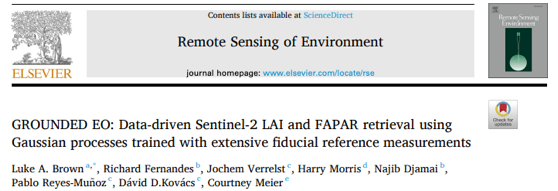 Contents lists available at ScienceDirect
Remote Sensing of Environment
journal homepage: www.elsevier.com/locate/rse
ELSEVIER
Remote Sensing of Environment
Check for updates
GROUNDED EO: Data-driven Sentinel-2 LAI and FAPAR retrieval using
Gaussian processes trained with extensive fiducial reference measurements
Luke A. Brown a,*, Richard Fernandes b, Jochem Verrelst c, Harry Morris d, Najib Djamai b,
Pablo Reyes-Muñoz c, Dávid D.Kovács c, Courtney Meier e